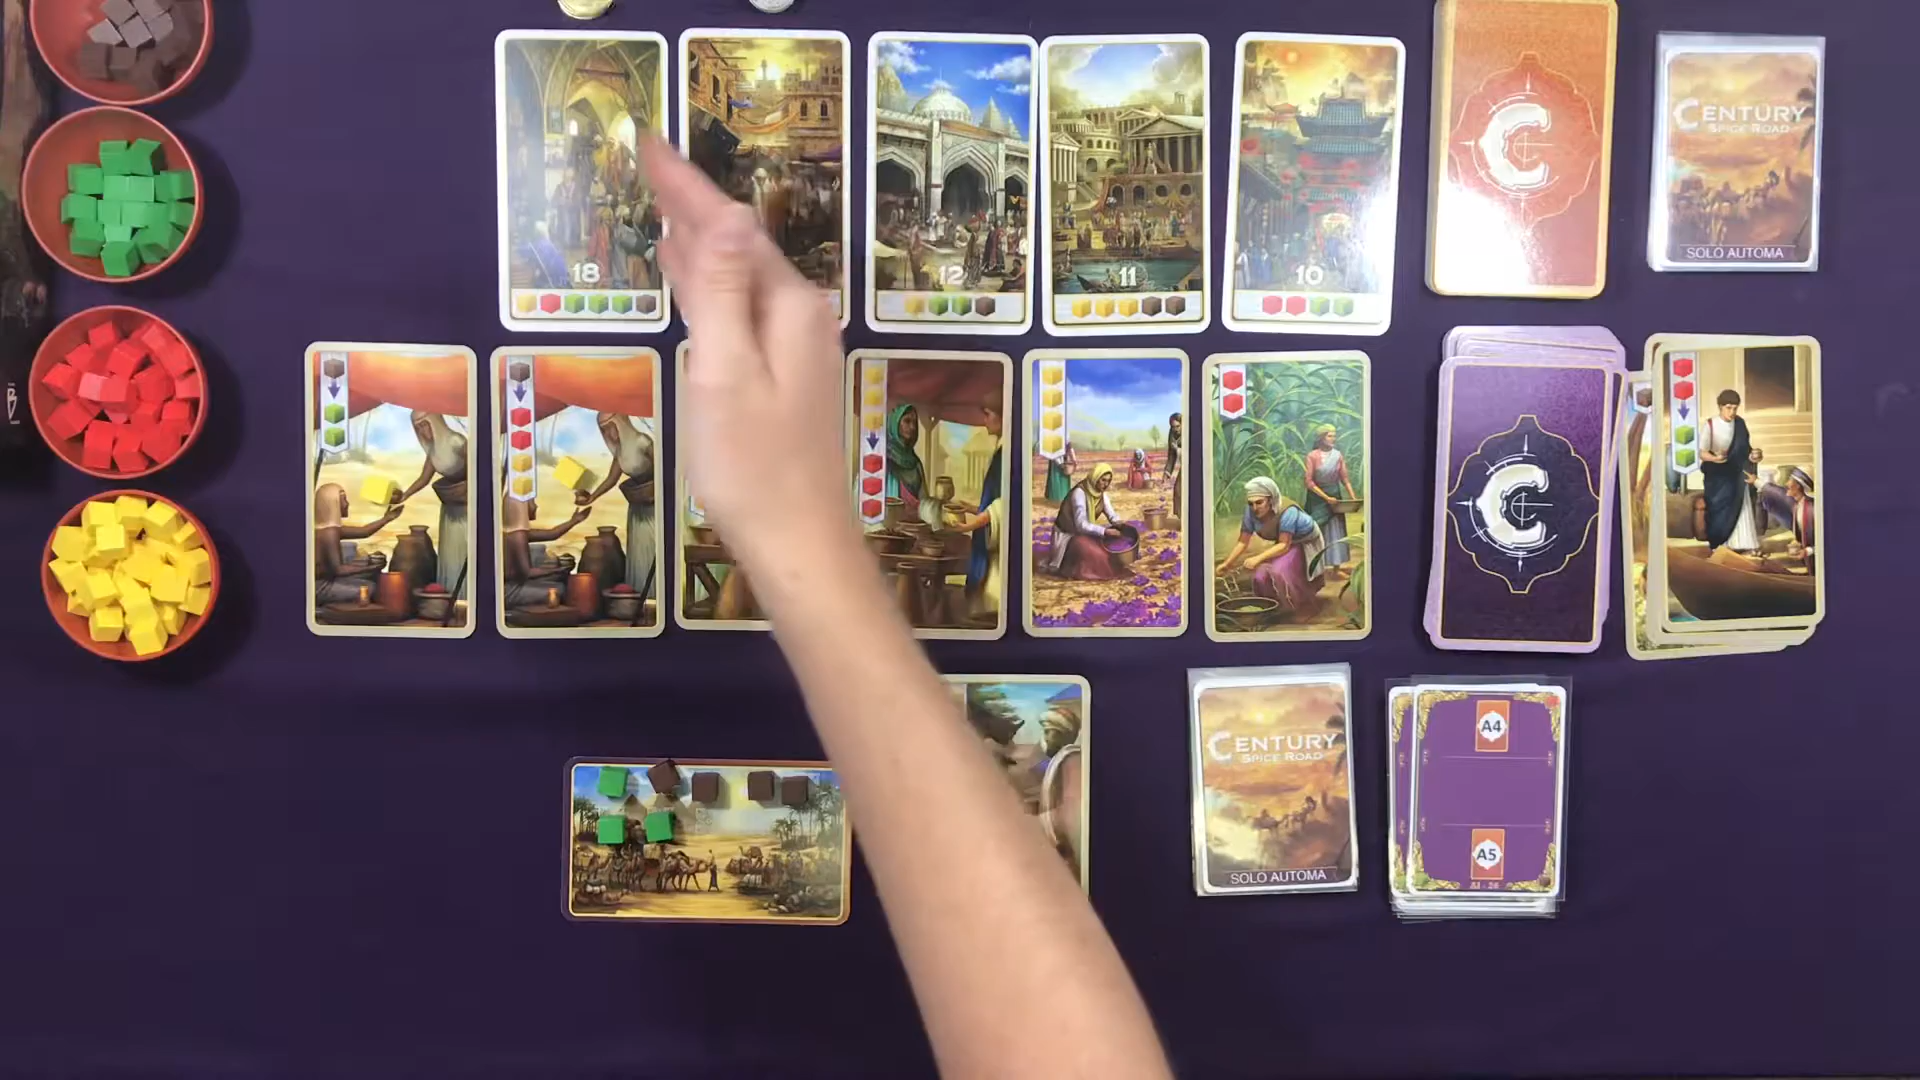 18
12
11
10
CENTURY
SPICE ROAD
SOLO AUTOMA
CENTURY
SPICE ROAD
SOLO AUTOMA
A4
A5